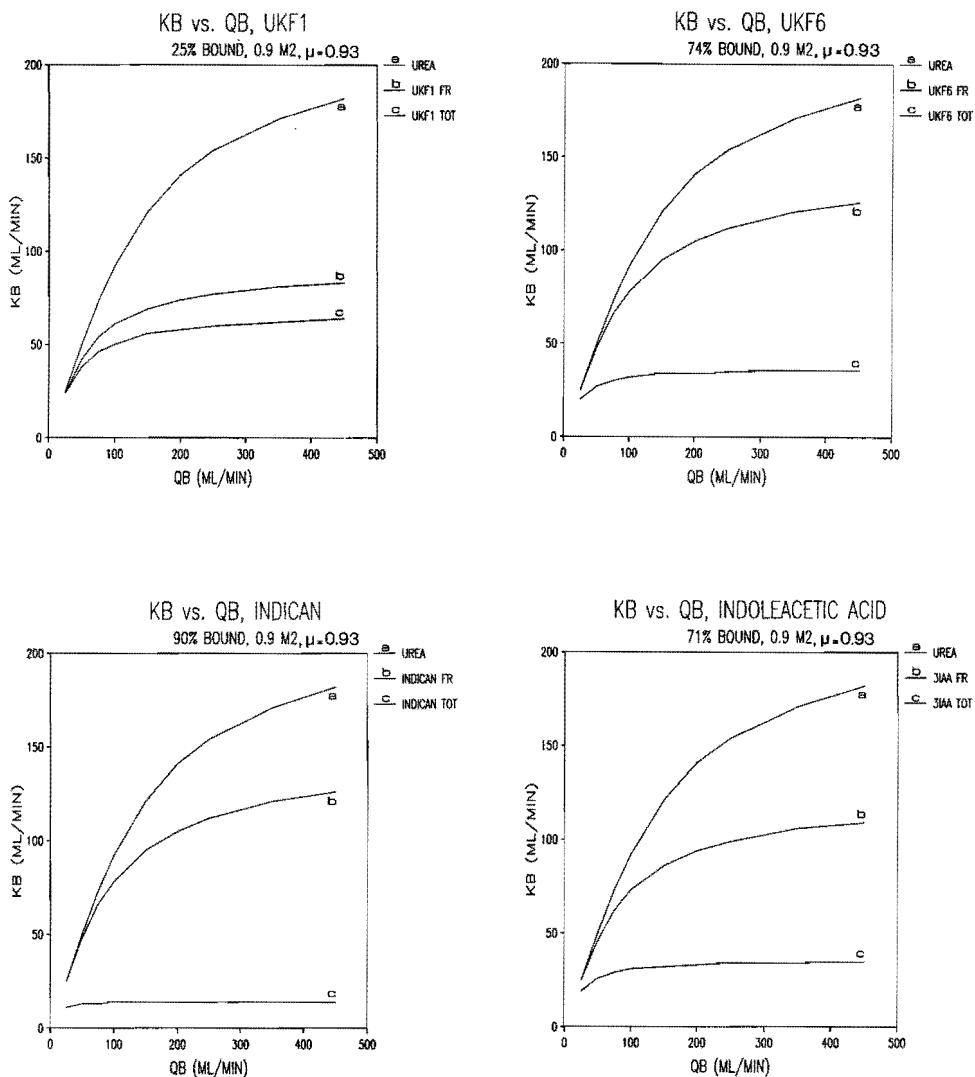 KB vs. QB, UKF1
25% BOUND, 0.9 M2, μ=0.93
a UREA
b UKF1 FR
c UKF1 TOT
200
150
100
50
0
KB (ML/MIN)
a
b
c
0 100 200 300 400 500
QB (ML/MIN)
KB vs. QB, UKF6
74% BOUND, 0.9 M2, μ=0.93
a UREA
b UKF6 FR
c UKF6 TOT
200
150
100
50
0
KB (ML/MIN)
a
b
c
0 100 200 300 400 500
QB (ML/MIN)
KB vs. QB, INDICAN
90% BOUND, 0.9 M2, μ=0.93
a UREA
b INDICAN FR
c INDICAN TOT
200
150
100
50
0
KB (ML/MIN)
a
b
c
0 100 200 300 400 500
QB (ML/MIN)
KB vs. QB, INDOLEACETIC ACID
71% BOUND, 0.9 M2, μ=0.93
a UREA
b 3IAA FR
c 3IAA TOT
200
150
100
50
0
KB (ML/MIN)
a
b
c
0 100 200 300 400 500
QB (ML/MIN)